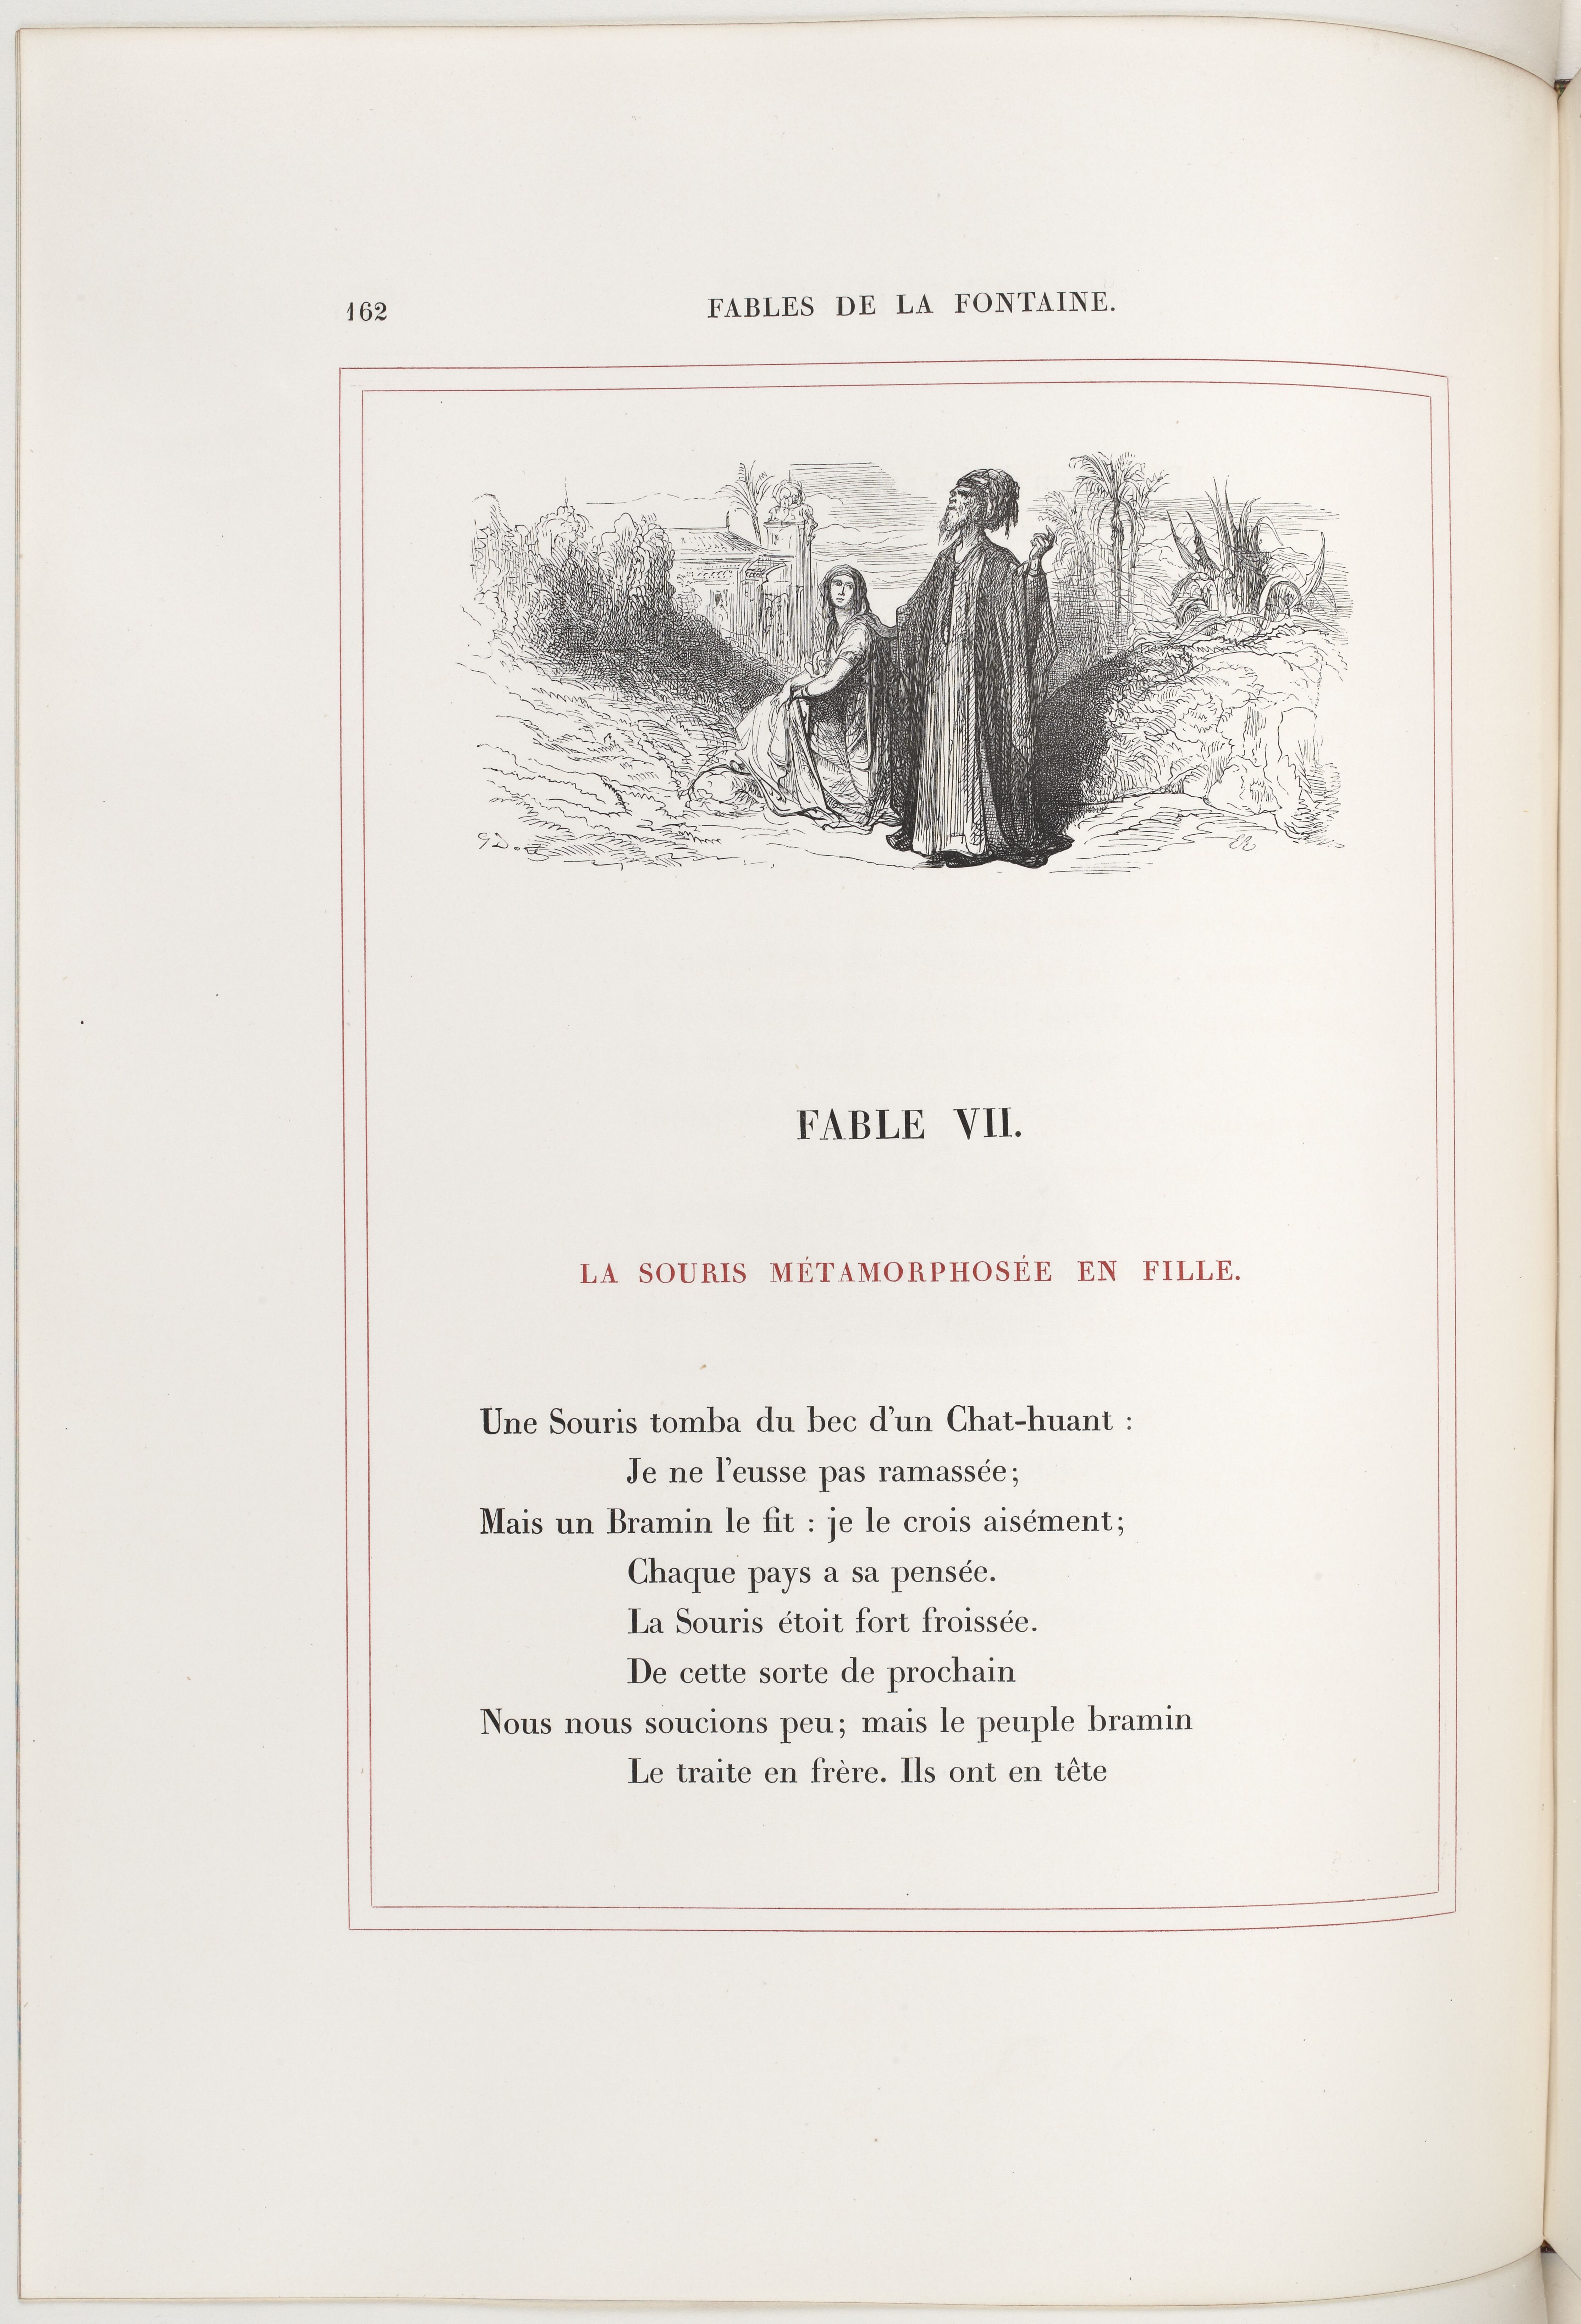 162
FABLES DE LA FONTAINE.
G Doré
FABLE VII.
LA SOURIS MÉTAMORPHOSÉE EN FILLE.
Une Souris tomba du bec d'un Chat-huant :
Je ne l'eusse pas ramassée;
Mais un Bramin le fit : je le crois aisément;
Chaque pays a sa pensée.
La Souris étoit fort froissée.
De cette sorte de prochain
Nous nous soucions peu; mais le peuple bramin
Le traite en frère. Ils ont en tête